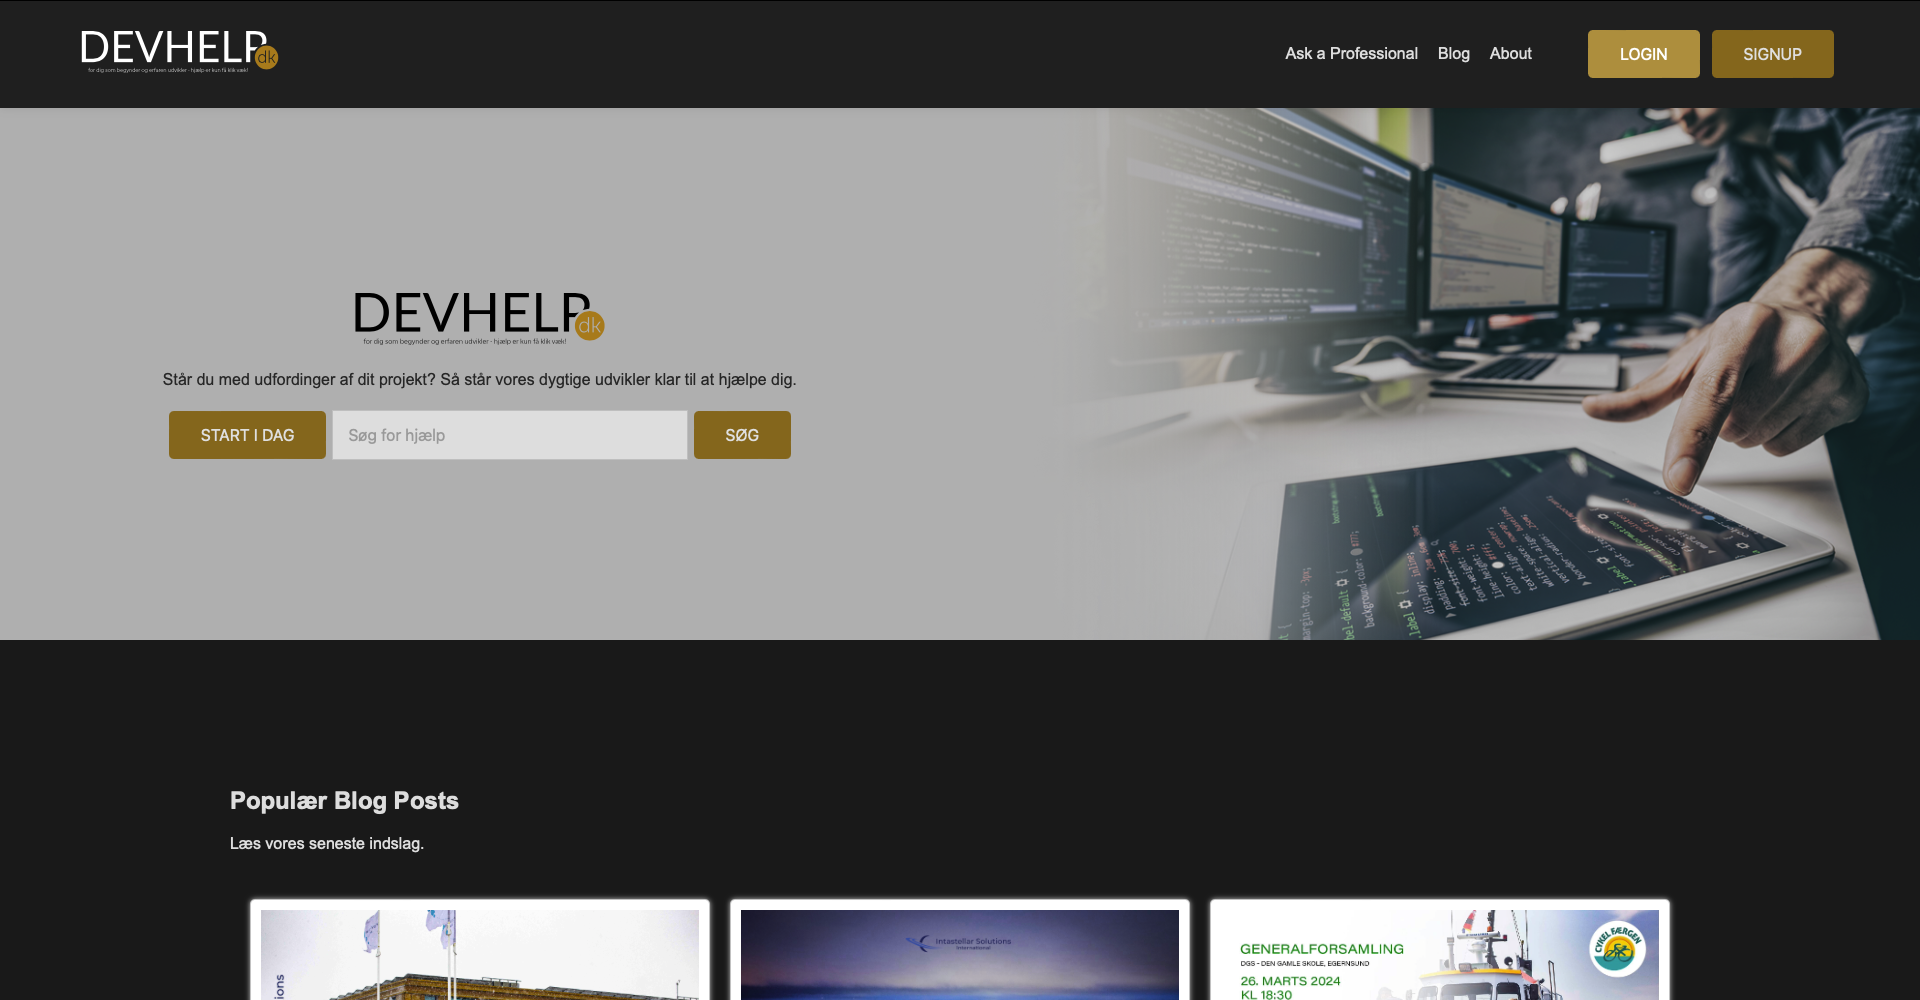 DEVHELP dk
for dig som begynder og erfaren udvikler - hjælp er kun få klik væk!
Ask a Professional Blog About LOGIN SIGNUP
DEVHELP dk
for dig som begynder og erfaren udvikler - hjælp er kun få klik væk!
Står du med udfordinger af dit projekt? Så står vores dygtige udvikler klar til at hjælpe dig.
START I DAG Søg for hjælp SØG
Populær Blog Posts
Læs vores seneste indslag.
Intastellar Solutions
International
GENERALFORSAMLING
DGS - DEN GAMLE SKOLE, EGERNSUND
26. MARTS 2024
KL 18:30
CYKEL FÆRGEN